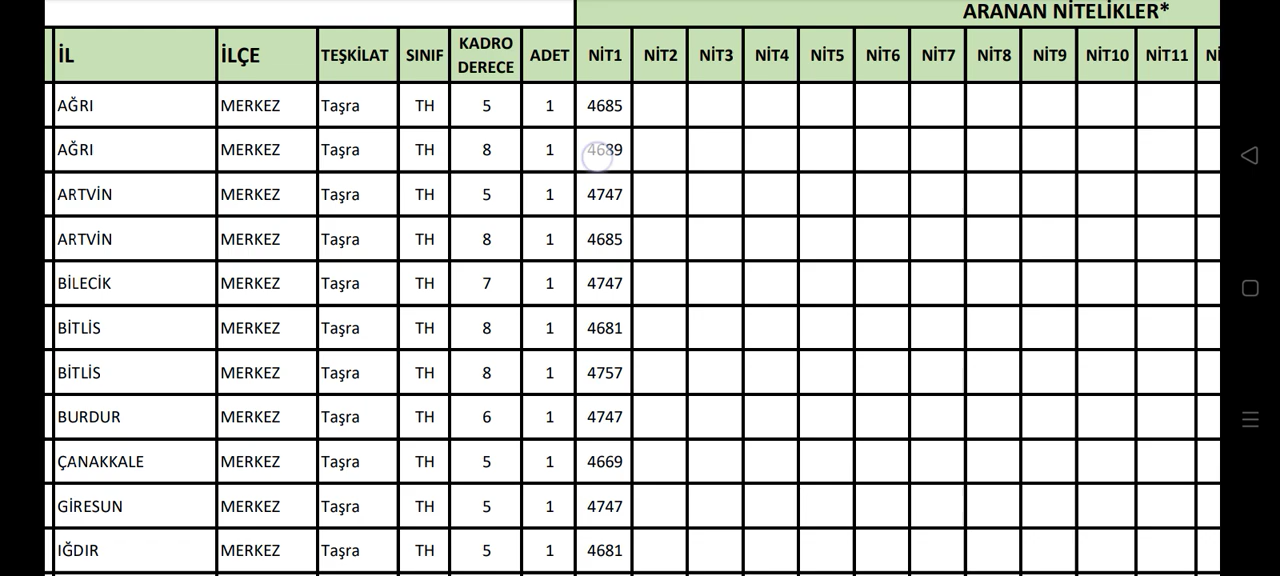 ARANAN NİTELİKLER*
İL İLÇE TEŞKİLAT SINIF KADRO DERECE ADET NİT1 NİT2 NİT3 NİT4 NİT5 NİT6 NİT7 NİT8 NİT9 NİT10 NİT11
AĞRI MERKEZ Taşra TH 5 1 4685
AĞRI MERKEZ Taşra TH 8 1 4689
ARTVİN MERKEZ Taşra TH 5 1 4747
ARTVİN MERKEZ Taşra TH 8 1 4685
BİLECİK MERKEZ Taşra TH 7 1 4747
BİTLİS MERKEZ Taşra TH 8 1 4681
BİTLİS MERKEZ Taşra TH 8 1 4757
BURDUR MERKEZ Taşra TH 6 1 4747
ÇANAKKALE MERKEZ Taşra TH 5 1 4669
GİRESUN MERKEZ Taşra TH 5 1 4747
IĞDIR MERKEZ Taşra TH 5 1 4681